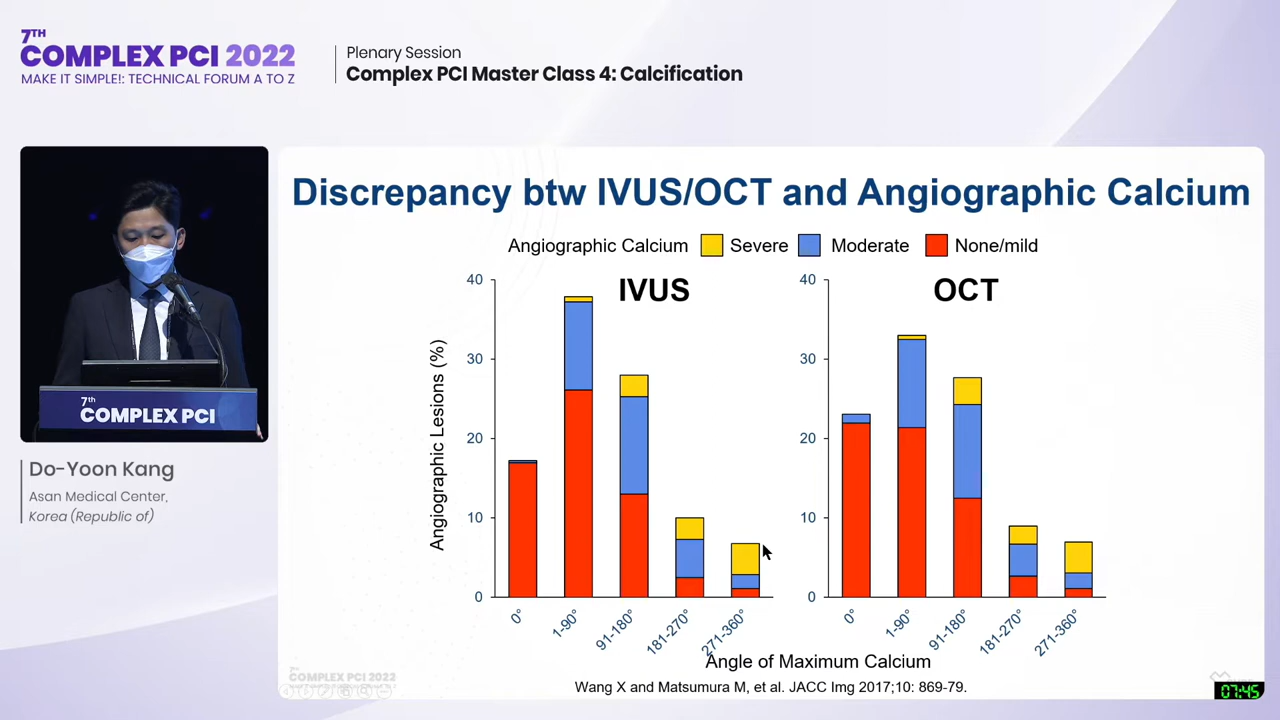 7TH
COMPLEX PCI 2022
MAKE IT SIMPLE!: TECHNICAL FORUM A TO Z
Plenary Session
Complex PCI Master Class 4: Calcification
7th
COMPLEX PCI
Do-Yoon Kang
Asan Medical Center,
Korea (Republic of)
Discrepancy btw IVUS/OCT and Angiographic Calcium
Angiographic Calcium Severe Moderate None/mild
IVUS
Angiographic Lesions (%)
40
30
20
10
0
0° 1-90° 91-180° 181-270° 271-360°
OCT
40
30
20
10
0
0° 1-90° 91-180° 181-270° 271-360°
Angle of Maximum Calcium
Wang X and Matsumura M, et al. JACC Img 2017;10: 869-79.
7TH
COMPLEX PCI 2022
07:45